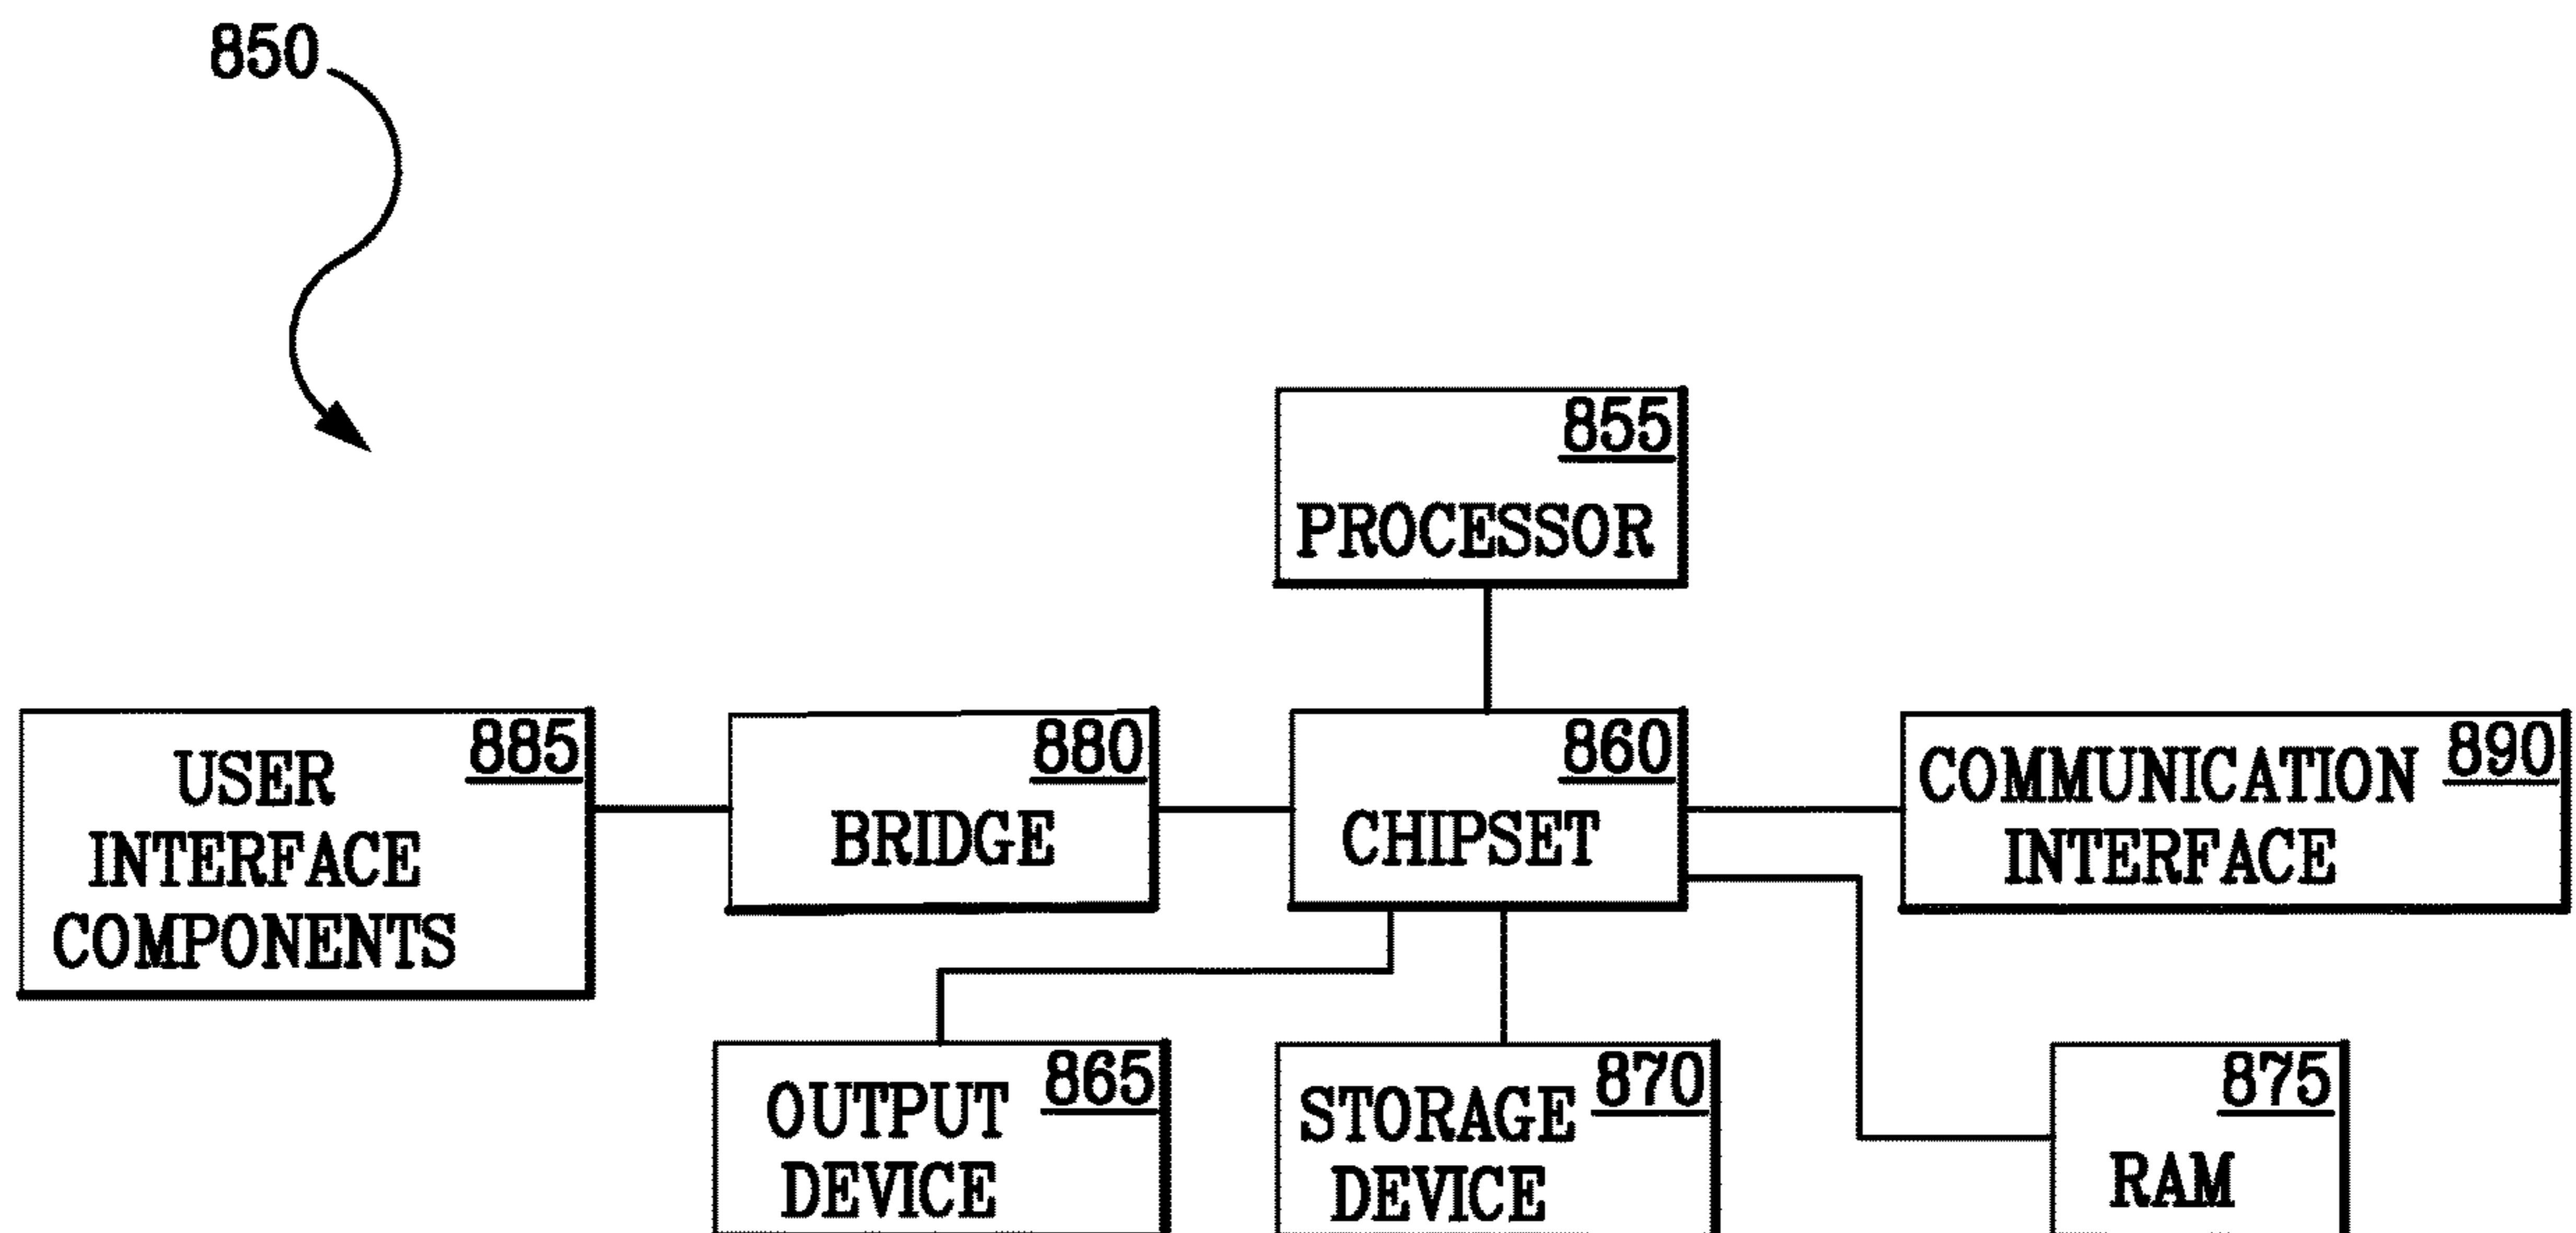 850
855
PROCESSOR
885
USER
INTERFACE
COMPONENTS
880
BRIDGE
860
CHIPSET
890
COMMUNICATION
INTERFACE
865
OUTPUT
DEVICE
870
STORAGE
DEVICE
875
RAM